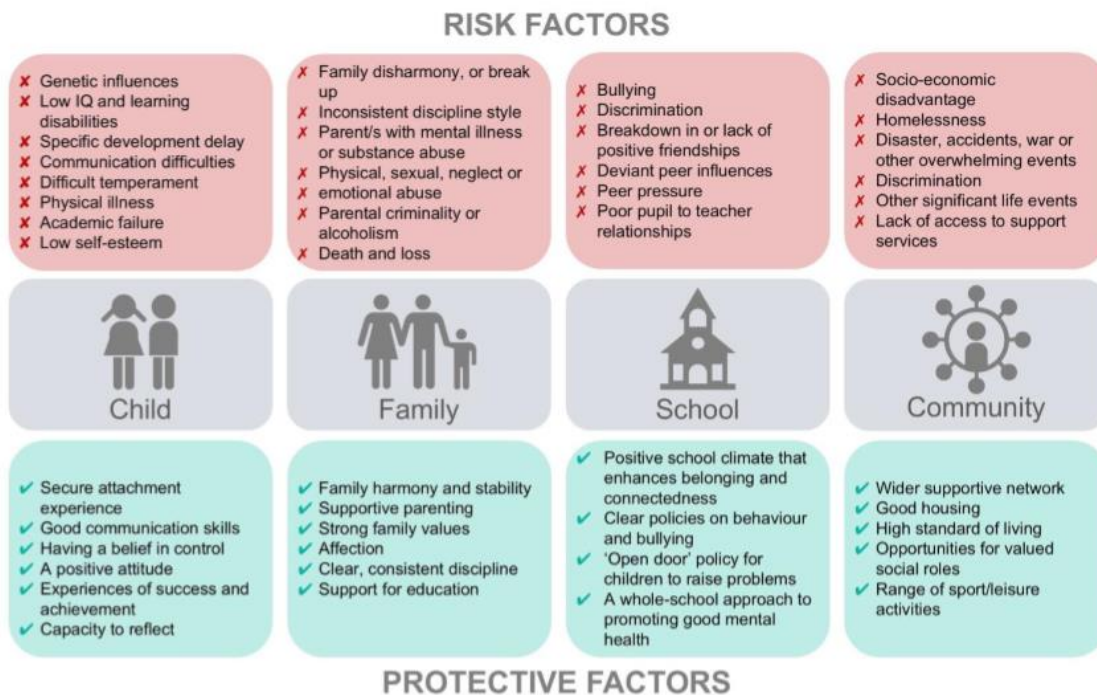 RISK FACTORS
✘ Genetic influences
✘ Low IQ and learning
disabilities
✘ Specific development delay
✘ Communication difficulties
✘ Difficult temperament
✘ Physical illness
✘ Academic failure
✘ Low self-esteem
✗ Family disharmony, or break
up
✗ Inconsistent discipline style
✗ Parent/s with mental illness
or substance abuse
✗ Physical, sexual, neglect or
✗ emotional abuse
✗ Parental criminality or
alcoholism
✗ Death and loss
✗ Bullying
✗ Discrimination
✗ Breakdown in or lack of
positive friendships
✗ Deviant peer influences
✗ Peer pressure
✗ Poor pupil to teacher
relationships
✗ Socio-economic
disadvantage
✗ Homelessness
✗ Disaster, accidents, war or
other overwhelming events
✗ Discrimination
✗ Other significant life events
✗ Lack of access to support
services
Child
Family
School
Community
✔ Secure attachment
experience
✔ Good communication skills
✔ Having a belief in control
✔ A positive attitude
✔ Experiences of success and
achievement
✔ Capacity to reflect
✔ Family harmony and stability
✔ Supportive parenting
✔ Strong family values
✔ Affection
✔ Clear, consistent discipline
✔ Support for education
✔ Positive school climate that
enhances belonging and
connectedness
✔ Clear policies on behaviour
and bullying
✔ ‘Open door’ policy for
children to raise problems
✔ A whole-school approach to
promoting good mental
health
✔ Wider supportive network
✔ Good housing
✔ High standard of living
✔ Opportunities for valued
social roles
✔ Range of sport/leisure
activities
PROTECTIVE FACTORS